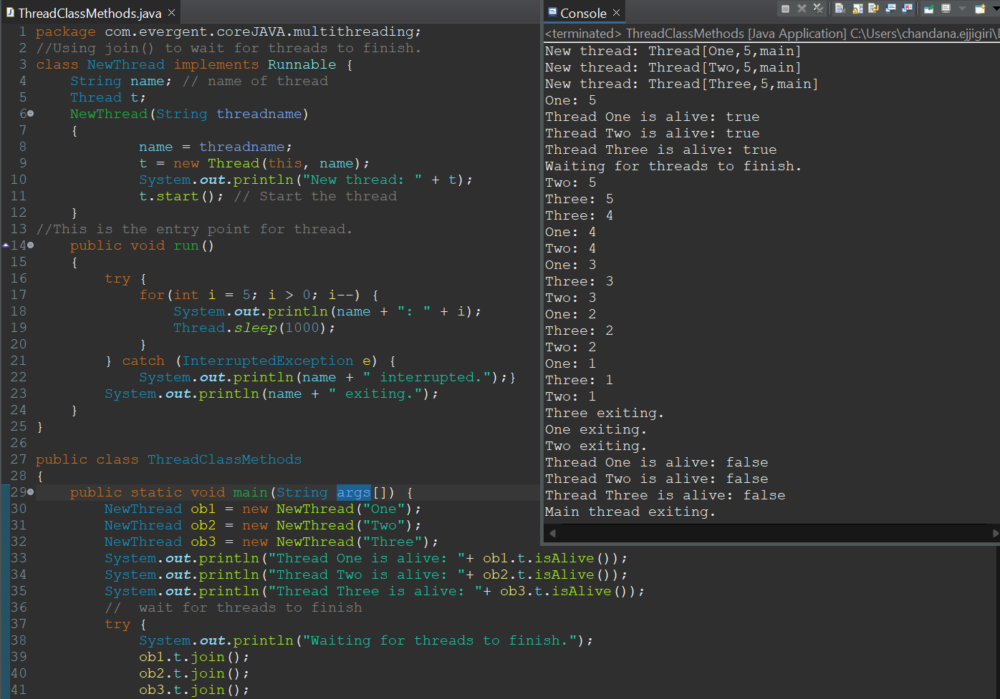 ThreadClassMethods.java
1 package com.evergent.coreJAVA.multithreading;
2 //Using join() to wait for threads to finish.
3 class NewThread implements Runnable {
4     String name; // name of thread
5     Thread t;
6     NewThread(String threadname)
7     {
8             name = threadname;
9             t = new Thread(this, name);
10             System.out.println("New thread: " + t);
11             t.start(); // Start the thread
12     }
13 //This is the entry point for thread.
14     public void run()
15     {
16         try {
17             for(int i = 5; i > 0; i--) {
18                 System.out.println(name + ": " + i);
19                 Thread.sleep(1000);
20             }
21         } catch (InterruptedException e) {
22             System.out.println(name + " interrupted.");}
23         System.out.println(name + " exiting.");
24     }
25 }
26
27 public class ThreadClassMethods
28 {
29     public static void main(String args[]) {
30         NewThread ob1 = new NewThread("One");
31         NewThread ob2 = new NewThread("Two");
32         NewThread ob3 = new NewThread("Three");
33         System.out.println("Thread One is alive: "+ ob1.t.isAlive());
34         System.out.println("Thread Two is alive: "+ ob2.t.isAlive());
35         System.out.println("Thread Three is alive: "+ ob3.t.isAlive());
36         //  wait for threads to finish
37         try {
38             System.out.println("Waiting for threads to finish.");
39             ob1.t.join();
40             ob2.t.join();
41             ob3.t.join();
Console
<terminated> ThreadClassMethods [Java Application] C:\Users\chandana.ejjigiri\
New thread: Thread[One,5,main]
New thread: Thread[Two,5,main]
New thread: Thread[Three,5,main]
One: 5
Thread One is alive: true
Thread Two is alive: true
Thread Three is alive: true
Waiting for threads to finish.
Two: 5
Three: 5
Three: 4
One: 4
Two: 4
One: 3
Three: 3
Two: 3
One: 2
Three: 2
Two: 2
One: 1
Three: 1
Two: 1
Three exiting.
One exiting.
Two exiting.
Thread One is alive: false
Thread Two is alive: false
Thread Three is alive: false
Main thread exiting.